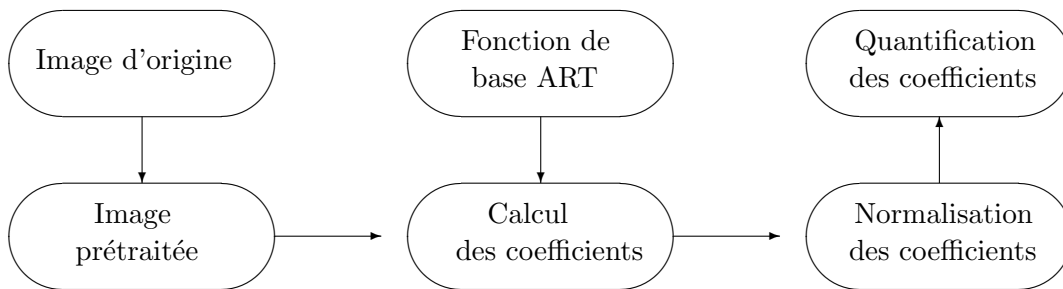 Image d'origine
Fonction de
base ART
Quantification
des coefficients
Image
prétraitée
Calcul
des coefficients
Normalisation
des coefficients